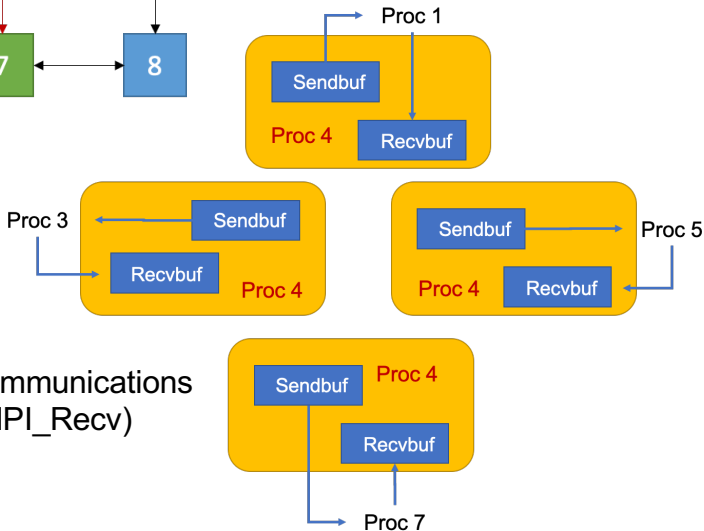 7
8
Proc 1
Sendbuf
Proc 4
Recvbuf
Proc 3
Sendbuf
Recvbuf
Proc 4
Sendbuf
Proc 5
Proc 4
Recvbuf
mmunications
IPI_Recv)
Sendbuf
Proc 4
Recvbuf
Proc 7